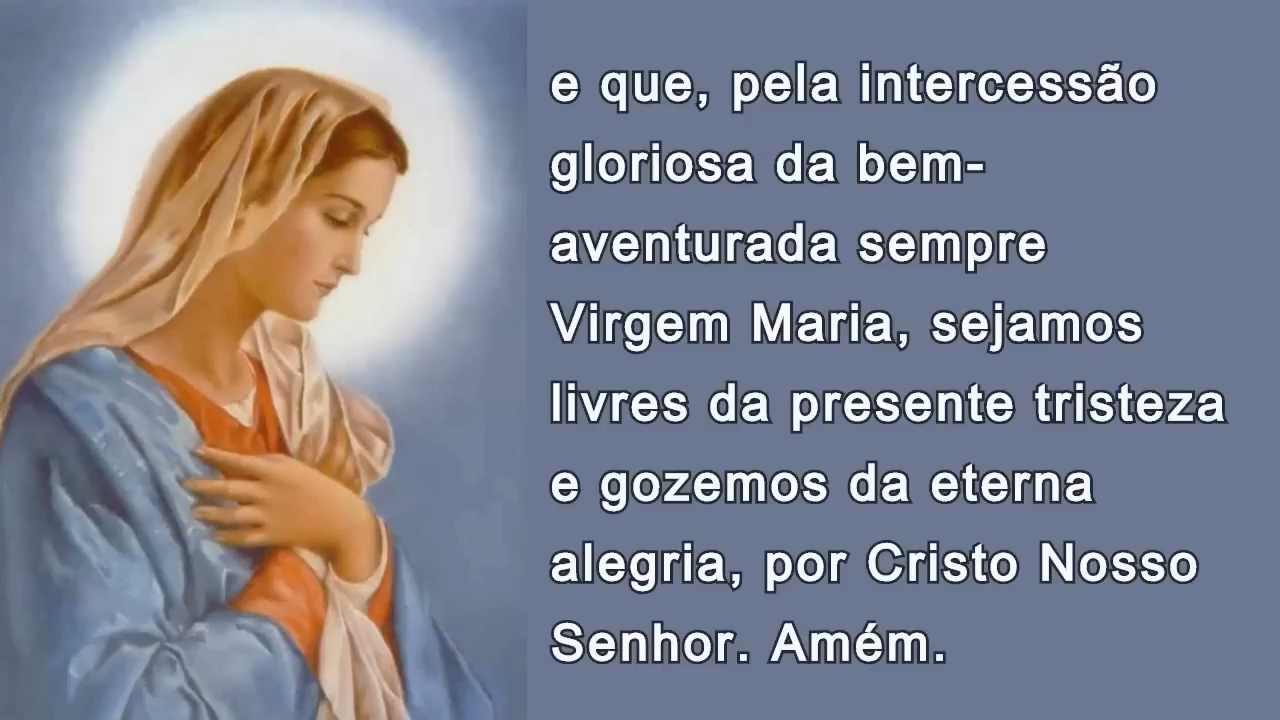 e que, pela intercessão
gloriosa da bem-
aventurada sempre
Virgem Maria, sejamos
livres da presente tristeza
e gozemos da eterna
alegria, por Cristo Nosso
Senhor. Amém.